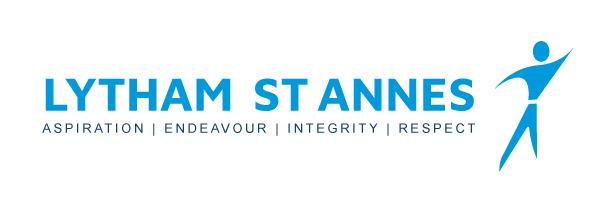 LYTHAM ST ANNES
ASPIRATION | ENDEAVOUR | INTEGRITY | RESPECT